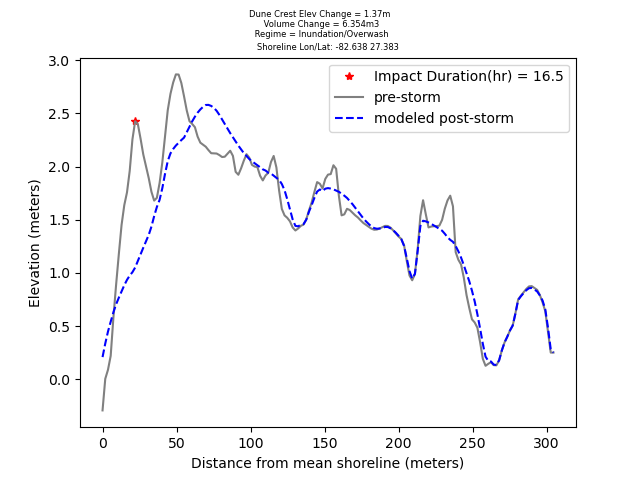 Dune Crest Elev Change = 1.37m
Volume Change = 6.354m3
Regime = Inundation/Overwash
Shoreline Lon/Lat: -82.638 27.383
Impact Duration(hr) = 16.5
pre-storm
modeled post-storm
Elevation (meters)
3.0
2.5
2.0
1.5
1.0
0.5
0.0
0 50 100 150 200 250 300
Distance from mean shoreline (meters)